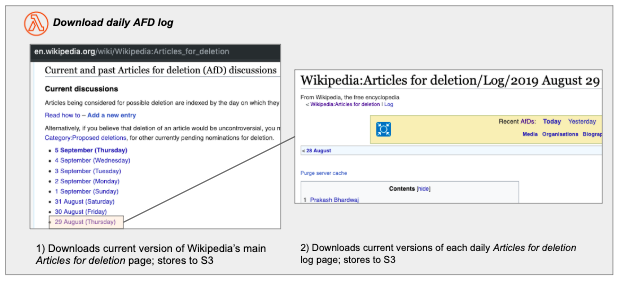 Download daily AFD log
en.wikipedia.org/wiki/Wikipedia:Articles_for_deletion
Current and past Articles for deletion (AfD) discussions
Current discussions
Articles being considered for possible deletion are indexed by the day on which they
Read how to – Add a new entry
Alternatively, if you believe that deletion of an article would be uncontroversial, you n
Category:Proposed deletions, for other currently pending nominations for deletion.
• 5 September (Thursday)
• 4 September (Wednesday)
• 3 September (Tuesday)
• 2 September (Monday)
• 1 September (Sunday)
• 31 August (Saturday)
• 30 August (Friday)
• 29 August (Thursday)
1) Downloads current version of Wikipedia's main
Articles for deletion page; stores to S3
Wikipedia:Articles for deletion/Log/2019 August 29
From Wikipedia, the free encyclopedia
< Wikipedia:Articles for deletion | Log
Recent AfDs: Today Yesterday
Media Organisations Biograp
< 28 August
Purge server cache
Contents [hide]
1 Prakash Bhardwaj
2) Downloads current versions of each daily Articles for deletion
log page; stores to S3